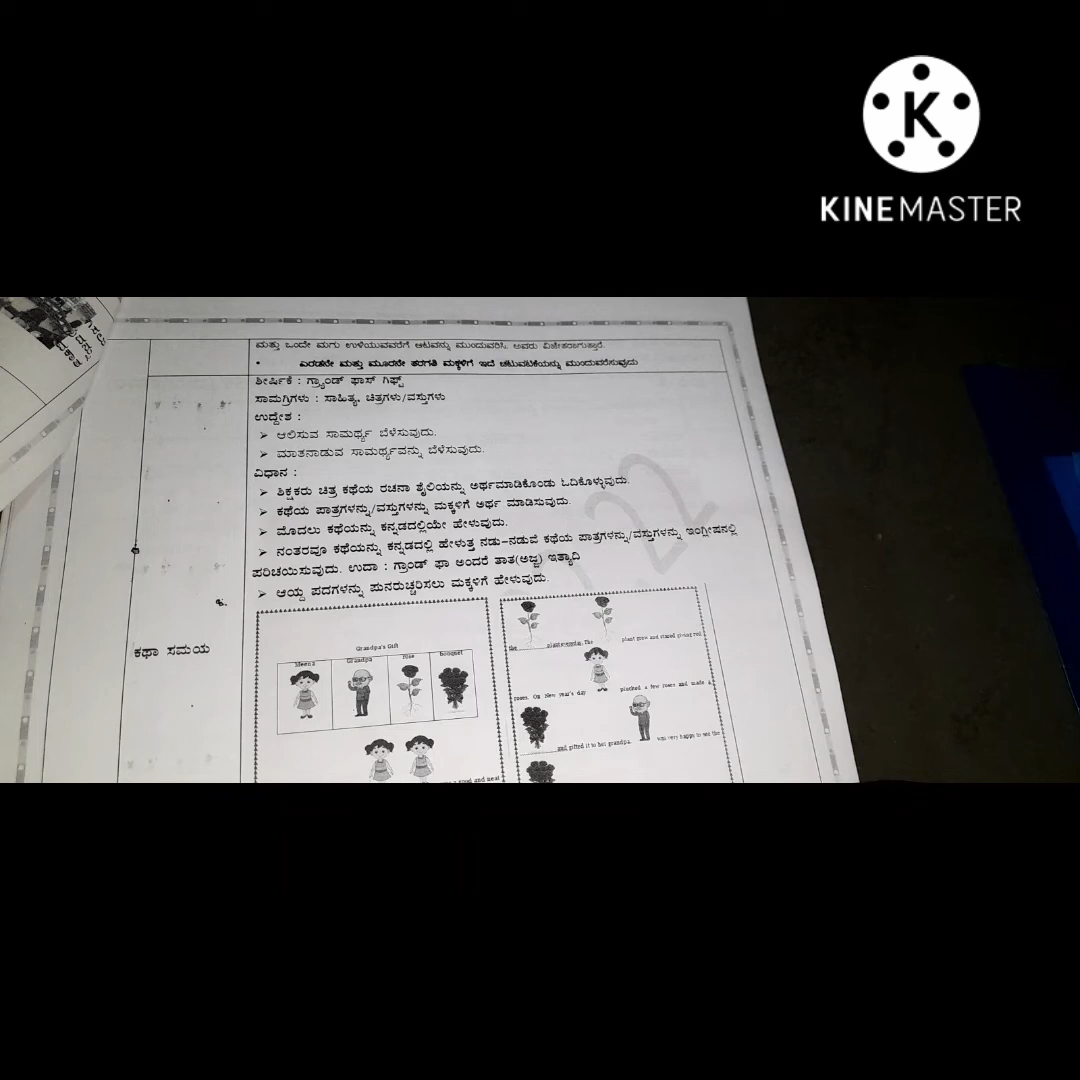 KINEMASTER
ಮತ್ತು ಒಂದೇ ಮಗು ಉಳಿಯುವವರೆಗೆ ಆಟವನ್ನು ಮುಂದುವರಿಸಿ, ಅವರು ವಿಜೇತರಾಗುತ್ತಾರೆ.
• ಎರಡನೇ ಮತ್ತು ಮೂರನೇ ತರಗತಿ ಮಕ್ಕಳಿಗೆ ಇದೆ ಚಟುವಟಿಕೆಯನ್ನು ಮುಂದುವರೆಸುವುದು
ಶೀರ್ಷಿಕೆ : ಗ್ರ್ಯಾಂಡ್ ಫಾಸ್ ಗಿಫ್ಟ್
ಸಾಮಗ್ರಿಗಳು : ಸಾಹಿತ್ಯ, ಚಿತ್ರಗಳು/ವಸ್ತುಗಳು
ಉದ್ದೇಶ :
➢ ಆಲಿಸುವ ಸಾಮರ್ಥ್ಯ ಬೆಳೆಸುವುದು.
➢ ಮಾತನಾಡುವ ಸಾಮರ್ಥ್ಯವನ್ನು ಬೆಳೆಸುವುದು.
ವಿಧಾನ :
➢ ಶಿಕ್ಷಕರು ಚಿತ್ರ ಕಥೆಯ ರಚನಾ ಶೈಲಿಯನ್ನು ಅರ್ಥಮಾಡಿಕೊಂಡು ಓದಿಕೊಳ್ಳುವುದು.
➢ ಕಥೆಯ ಪಾತ್ರಗಳನ್ನು/ವಸ್ತುಗಳನ್ನು ಮಕ್ಕಳಿಗೆ ಅರ್ಥ ಮಾಡಿಸುವುದು.
➢ ಮೊದಲು ಕಥೆಯನ್ನು ಕನ್ನಡದಲ್ಲಿಯೇ ಹೇಳುವುದು.
➢ ನಂತರವೂ ಕಥೆಯನ್ನು ಕನ್ನಡದಲ್ಲಿ ಹೇಳುತ್ತ ನಡು-ನಡುವೆ ಕಥೆಯ ಪಾತ್ರಗಳನ್ನು/ವಸ್ತುಗಳನ್ನು ಇಂಗ್ಲೀಷನಲ್ಲಿ
ಪರಿಚಯಿಸುವುದು. ಉದಾ : ಗ್ರಾಂಡ್ ಫಾ ಅಂದರೆ ತಾತ(ಅಜ್ಜ) ಇತ್ಯಾದಿ
➢ ಆಯ್ದ ಪದಗಳನ್ನು ಪುನರುಚ್ಚರಿಸಲು ಮಕ್ಕಳಿಗೆ ಹೇಳುವುದು.
ಕಥಾ ಸಮಯ
Grandpa's Gift
Meena Grandpa rose bouquet
the plant grew and stared giving red
roses. On New year's day plucked a few roses and made a
and gifted it to her grandpa. was very happy to see the
a good and neat